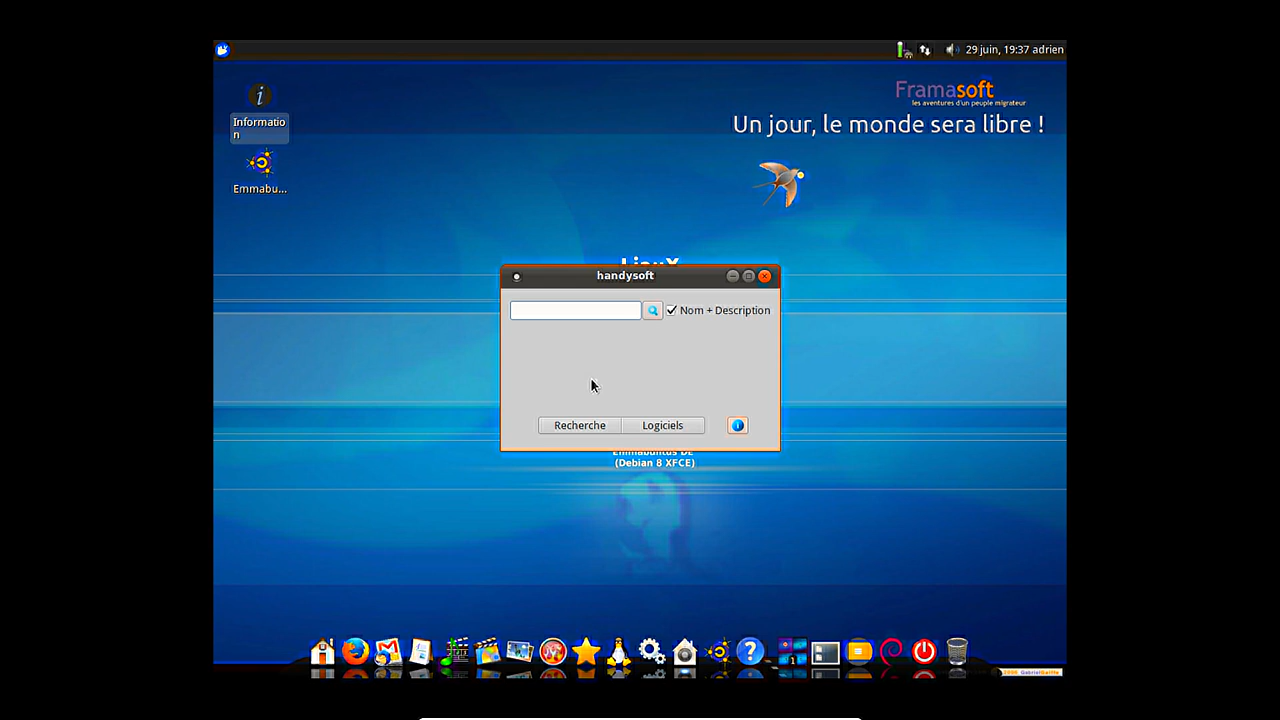 29 juin, 19:37 adrien
Framasoft
les aventures d'un peuple migrateur
Un jour, le monde sera libre !
Informatio
n
Emmabu...
handysoft
Nom + Description
Recherche
Logiciels
(Debian 8 XFCE)
1